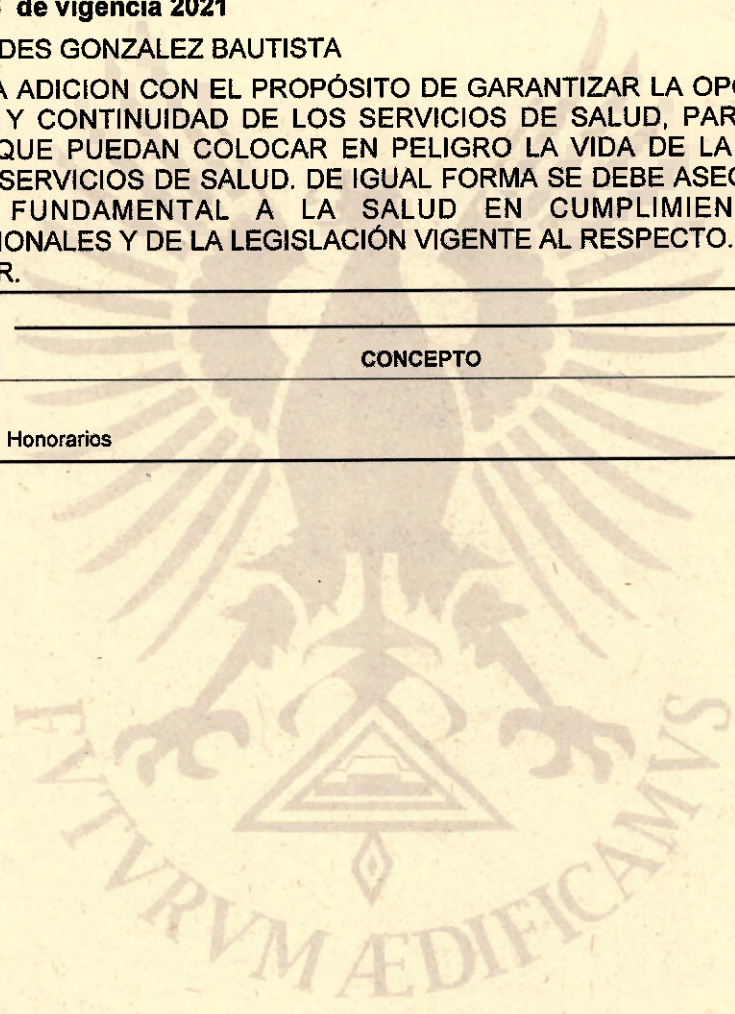 de vigencia 2021
DES GONZALEZ BAUTISTA
A ADICION CON EL PROPÓSITO DE GARANTIZAR LA OPO
Y CONTINUIDAD DE LOS SERVICIOS DE SALUD, PAR
QUE PUEDAN COLOCAR EN PELIGRO LA VIDA DE LA
SERVICIOS DE SALUD. DE IGUAL FORMA SE DEBE ASEG
FUNDAMENTAL A LA SALUD EN CUMPLIMIEN
IONALES Y DE LA LEGISLACIÓN VIGENTE AL RESPECTO.
R.
CONCEPTO
Honorarios
FVTVRVM ÆDIFICAMVS